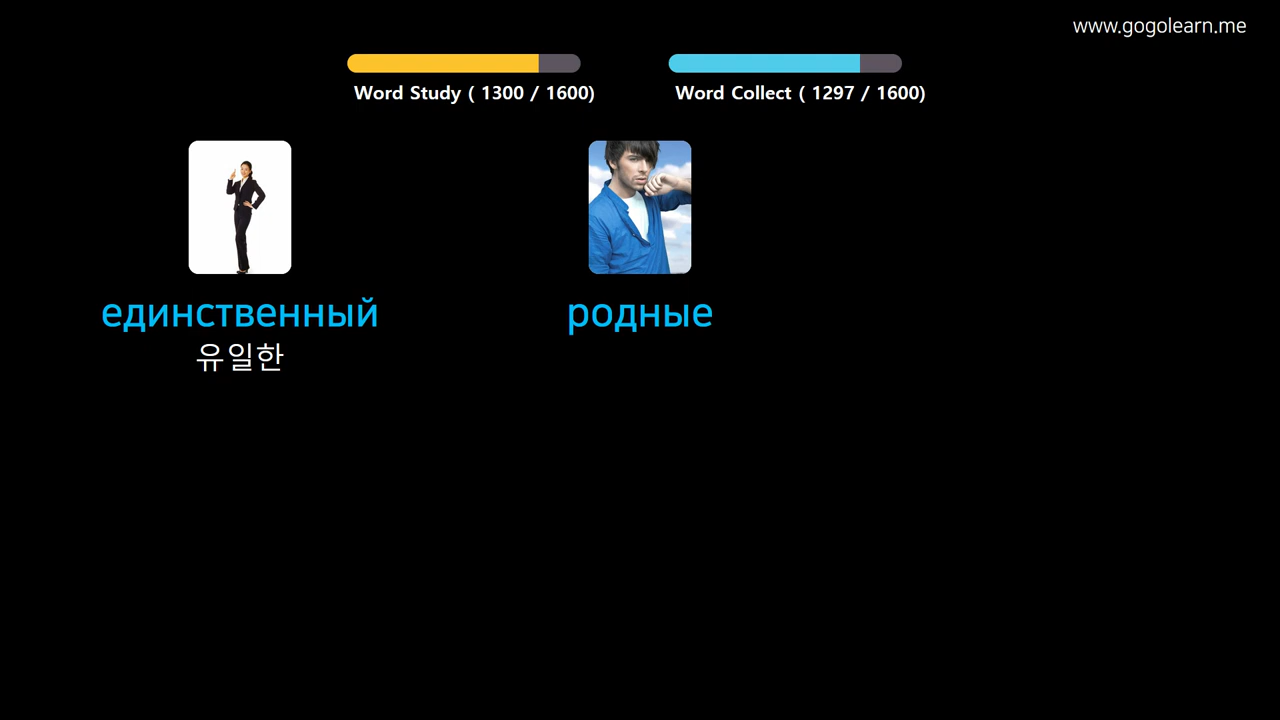 www.gogolearn.me
Word Study ( 1300 / 1600)
Word Collect ( 1297 / 1600)
единственный
유일한
родные